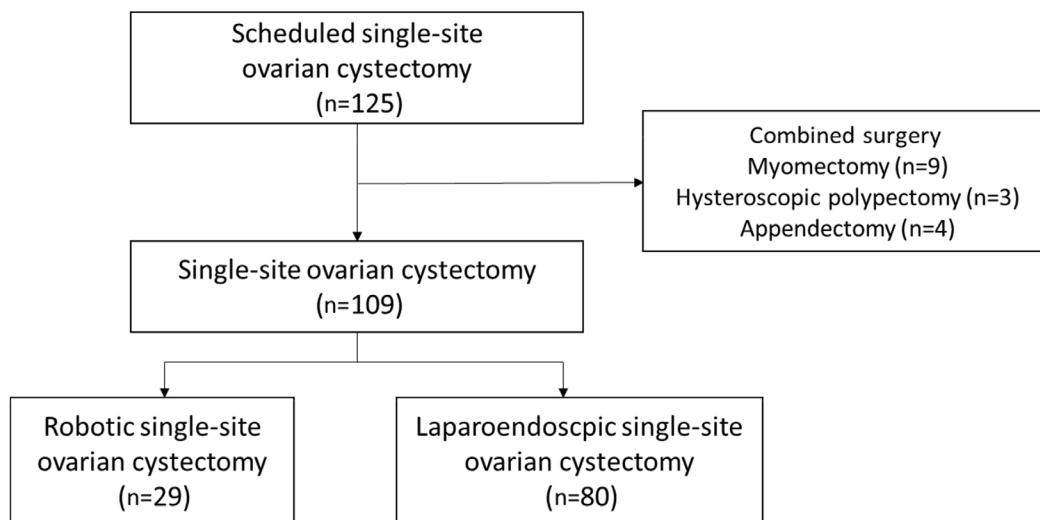 Scheduled single-site
ovarian cystectomy
(n=125)
Combined surgery
Myomectomy (n=9)
Hysteroscopic polypectomy (n=3)
Appendectomy (n=4)
Single-site ovarian cystectomy
(n=109)
Robotic single-site
ovarian cystectomy
(n=29)
Laparoendoscpic single-site
ovarian cystectomy
(n=80)